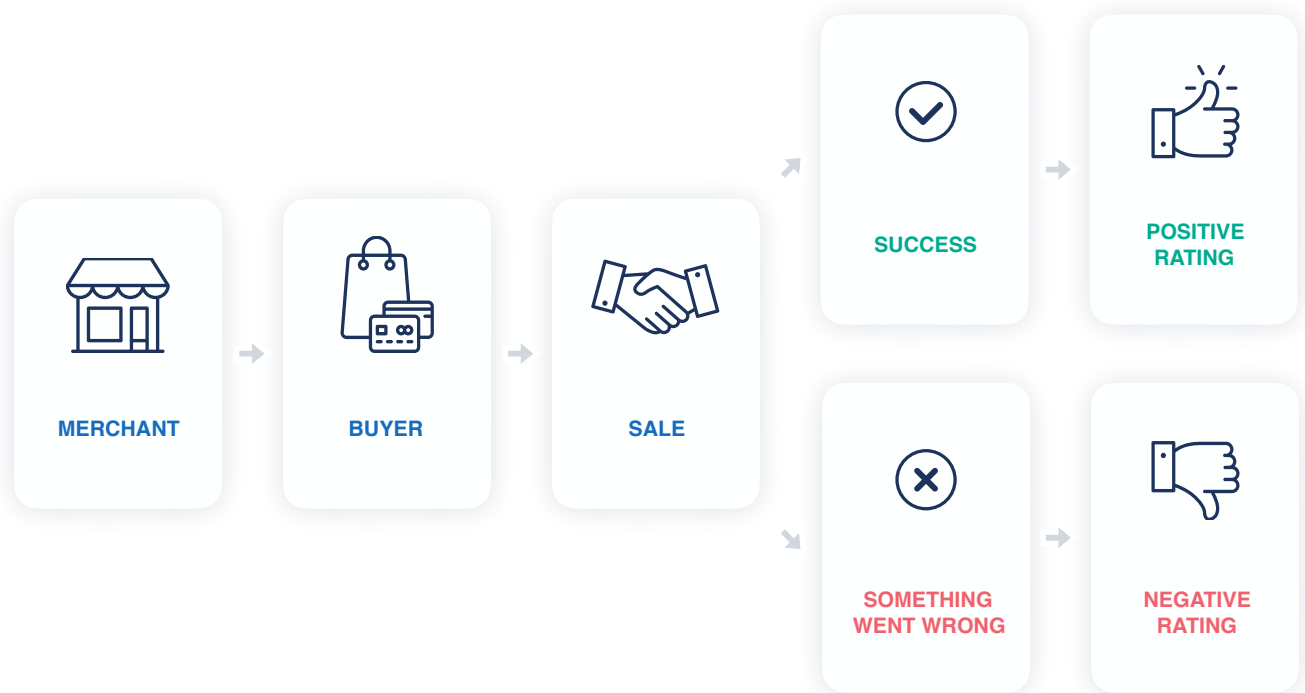 MERCHANT
BUYER
SALE
SUCCESS
POSITIVE
RATING
SOMETHING
WENT WRONG
NEGATIVE
RATING